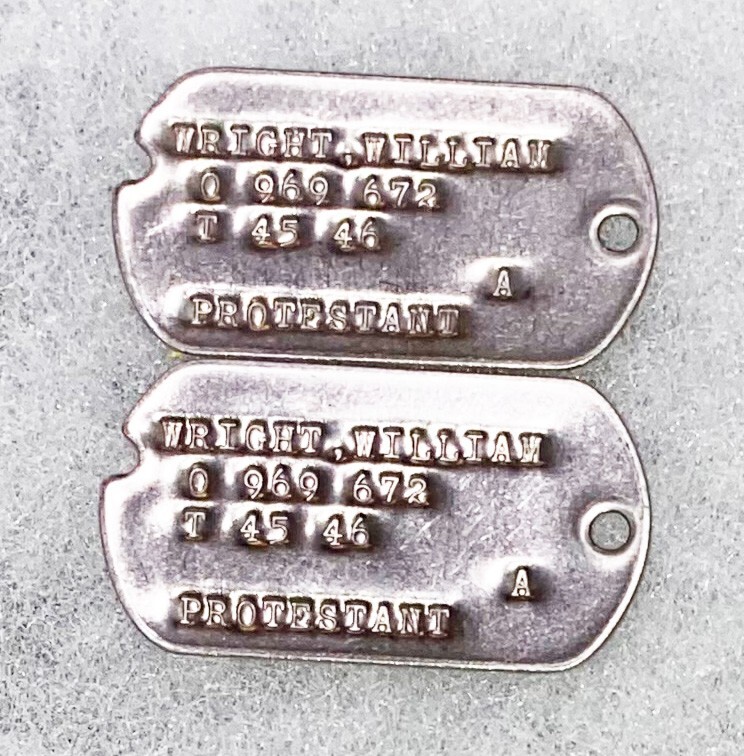 WRIGHT,WILLIAM
O 969 672
T 45 46
A
PROTESTANT
WRIGHT,WILLIAM
O 969 672
T 45 46
A
PROTESTANT